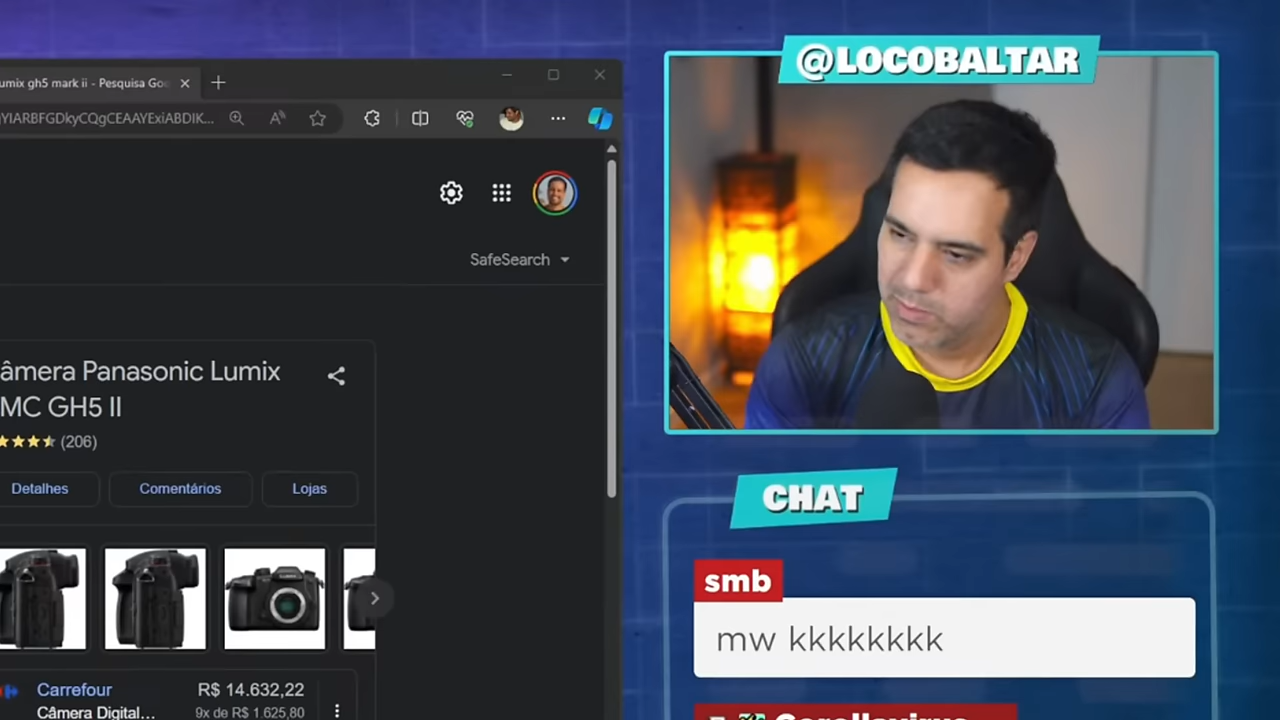 umix gh5 mark ii - Pesquisa Goo
YIARBFGDkyCQgCEAAYExiABDIK...
SafeSearch
âmera Panasonic Lumix
MC GH5 II
(206)
Detalhes
Comentários
Lojas
Carrefour
R$ 14.632,22
Câmera Digital...
9x de R$ 1.625,80
@LOCOBALTAR
CHAT
smb
mw kkkkkkkk